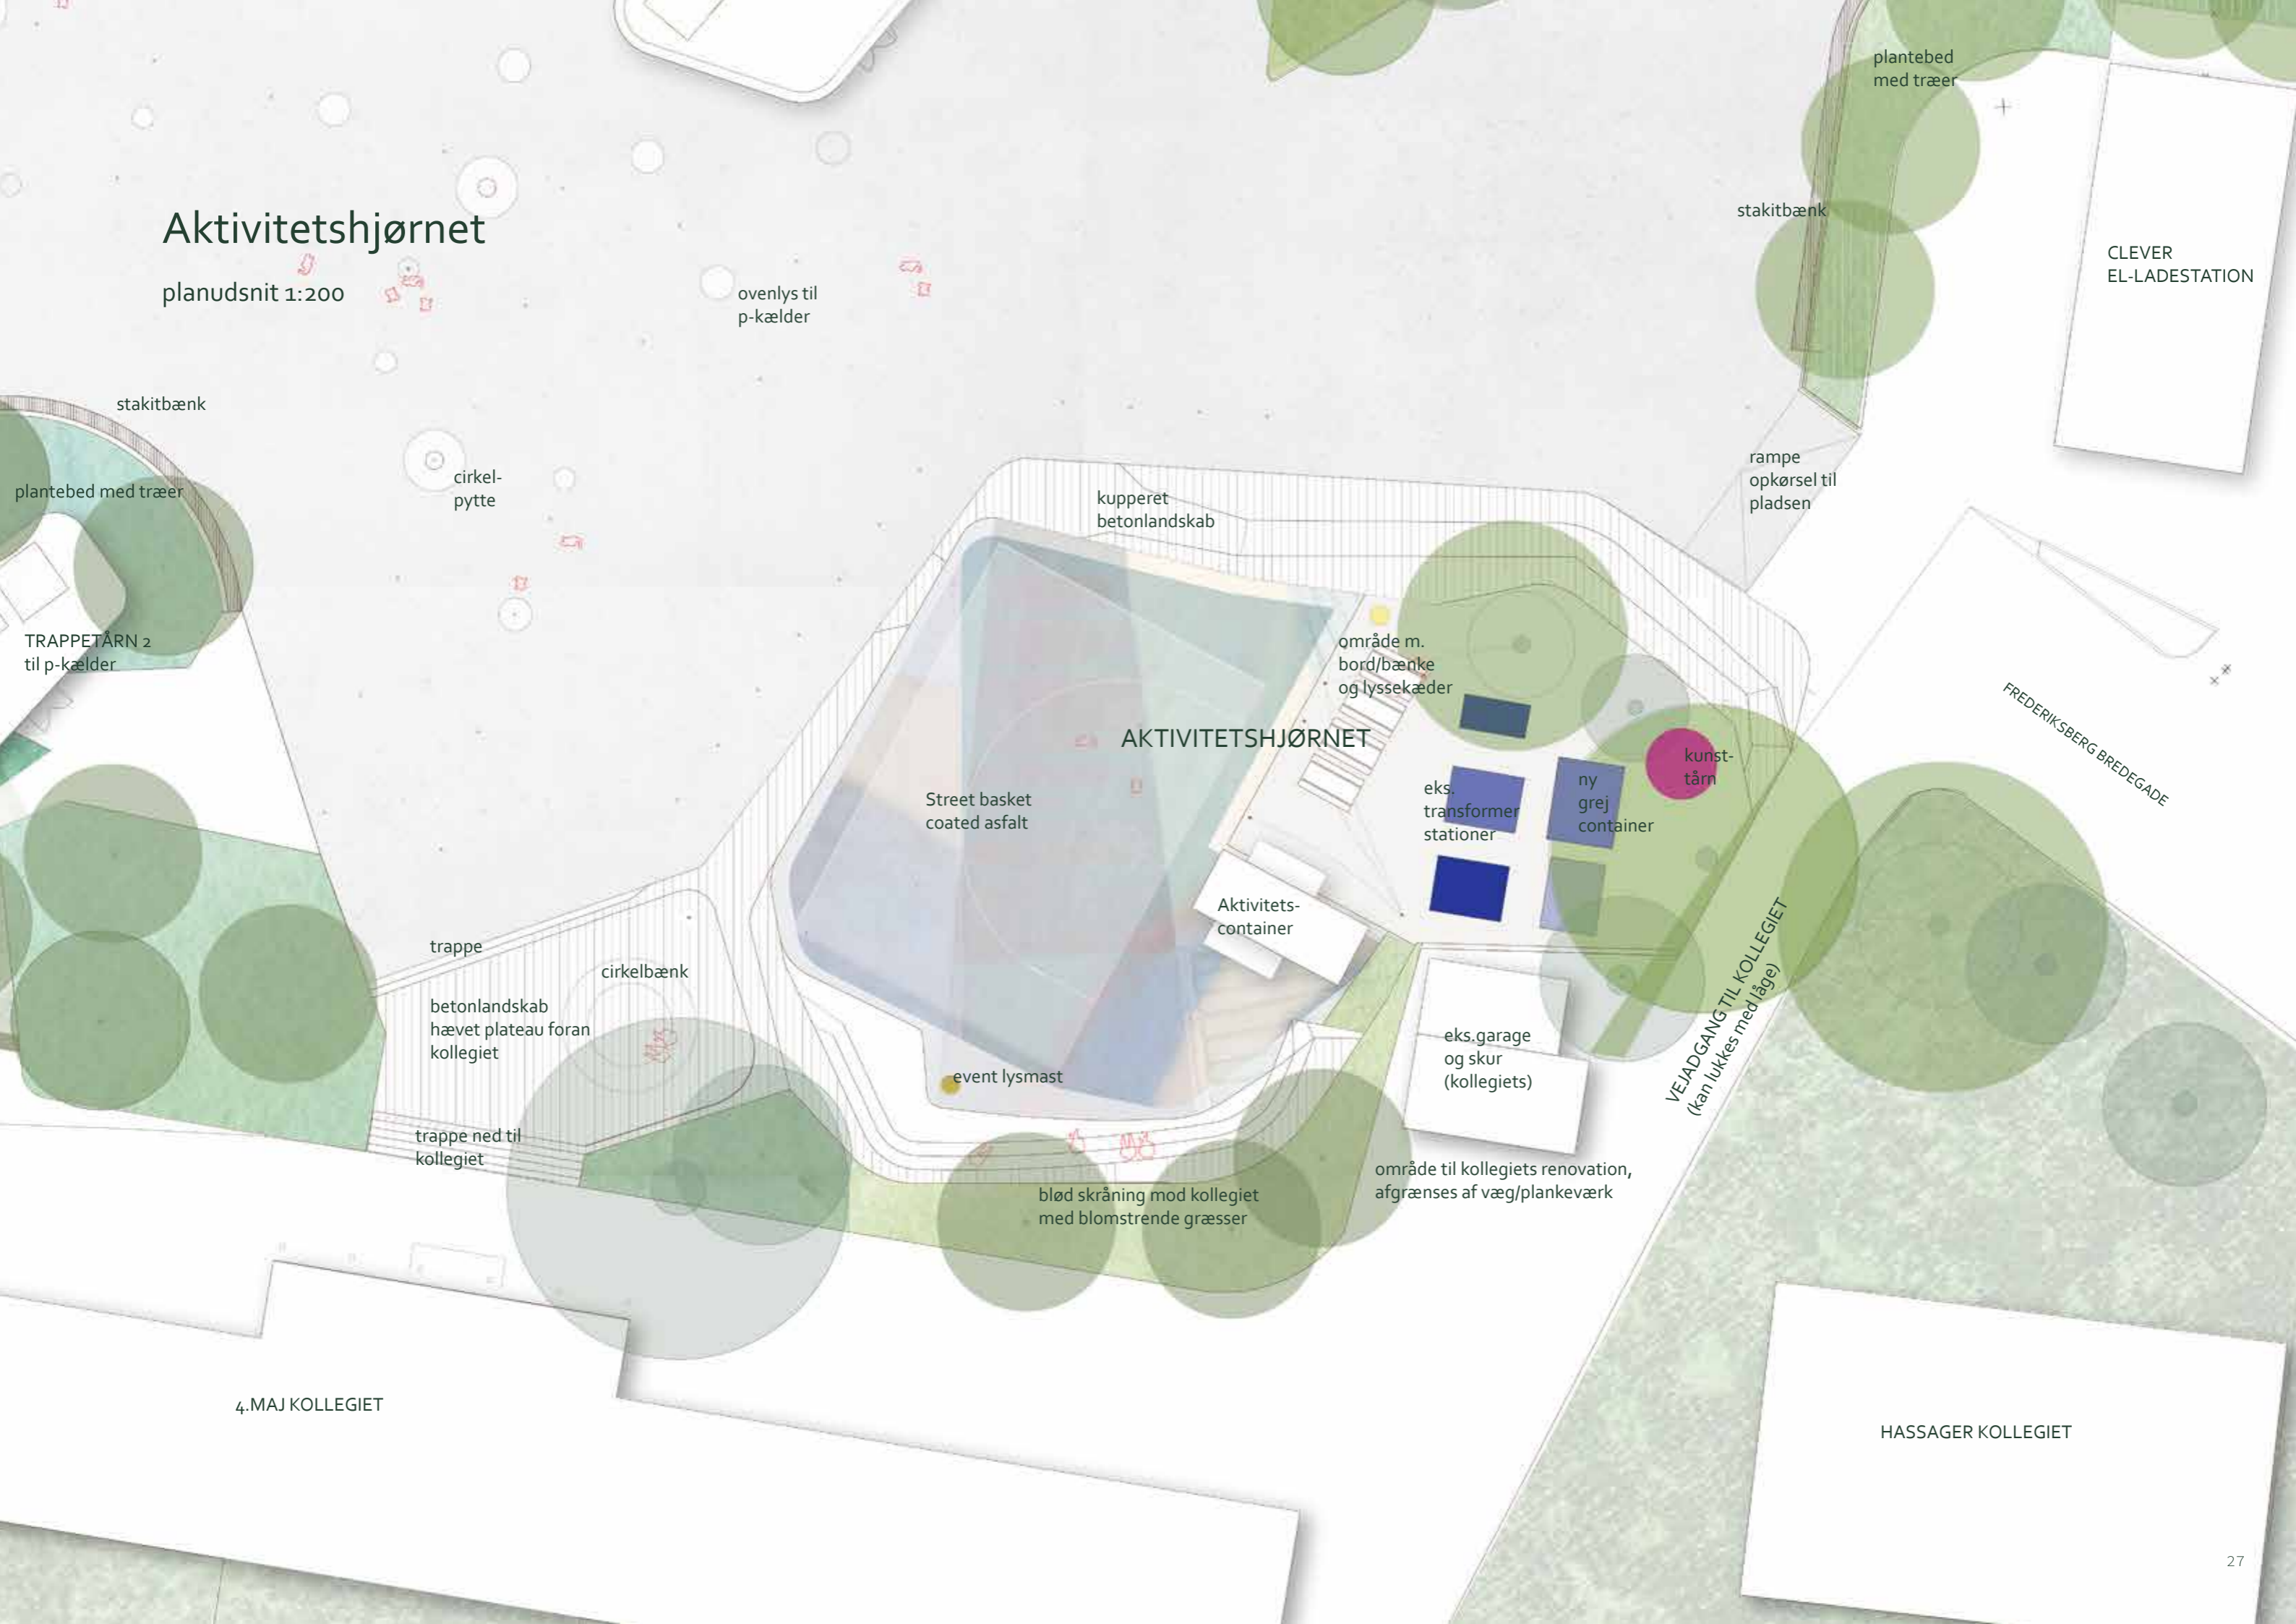 Aktivitetshjørnet
planudsnit 1:200
plantebed
med træer
stakitbænk
CLEVER
EL-LADESTATION
ovenlys til
p-kælder
stakitbænk
plantebed med træer
cirkel-
pytte
kupperet
betonlandskab
rampe
opkørsel til
pladsen
TRAPPETÅRN 2
til p-kælder
område m.
bord/bænke
og lyssekæder
FREDERIKSBERG BREDEGADE
AKTIVITETSHJØRNET
kunst-
tårn
Street basket
coated asfalt
eks.
transformer
stationer
ny
grej
container
Aktivitets-
container
VEJADGANG TIL KOLLEGIET
(kan lukkes med låge)
trappe
cirkelbænk
betonlandskab
hævet plateau foran
kollegiet
eks.garage
og skur
(kollegiets)
event lysmast
trappe ned til
kollegiet
område til kollegiets renovation,
afgrænses af væg/plankeværk
blød skråning mod kollegiet
med blomstrende græsser
4.MAJ KOLLEGIET
HASSAGER KOLLEGIET
27